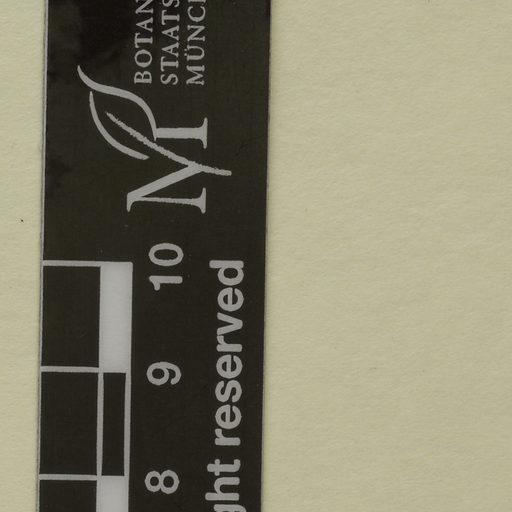 BOTAN
STAATS
MÜNCH
M
10
9
8
ght reserved